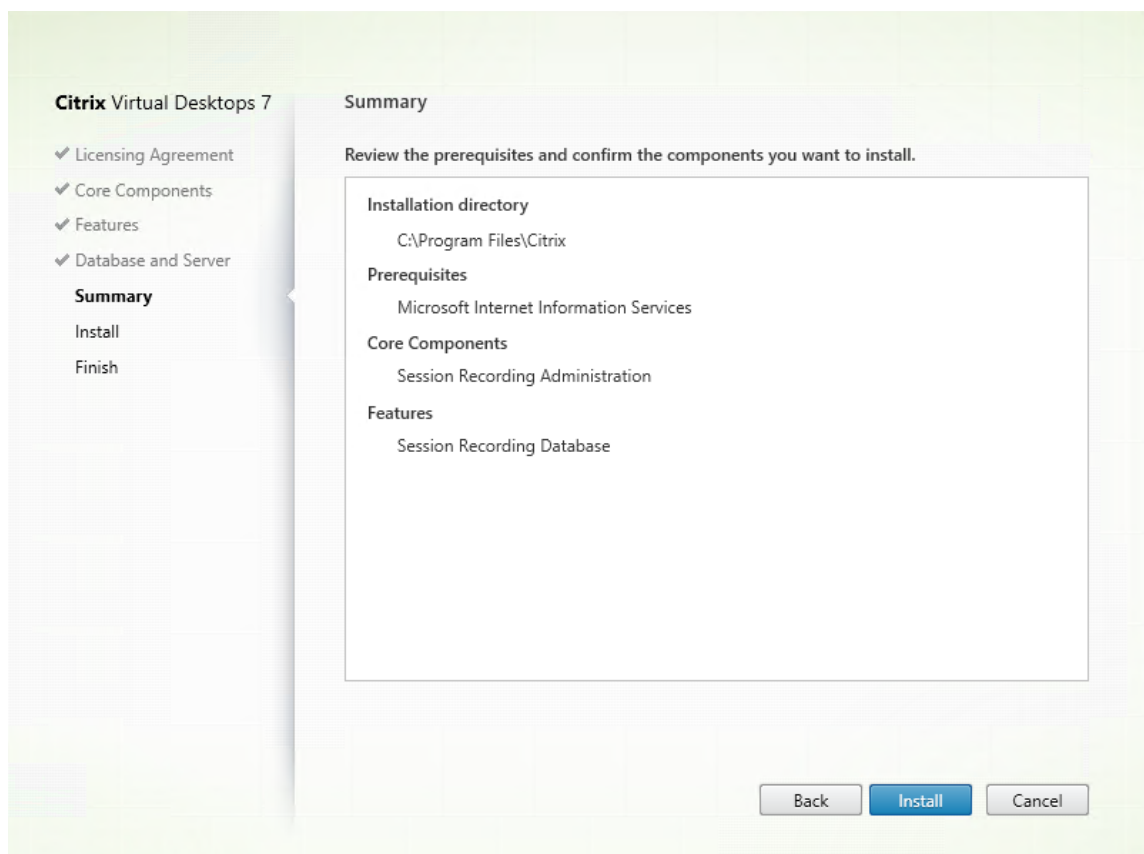 Citrix Virtual Desktops 7
Licensing Agreement
Core Components
Features
Database and Server
Summary
Install
Finish
Summary
Review the prerequisites and confirm the components you want to install.
Installation directory
C:\Program Files\Citrix
Prerequisites
Microsoft Internet Information Services
Core Components
Session Recording Administration
Features
Session Recording Database
Back
Install
Cancel